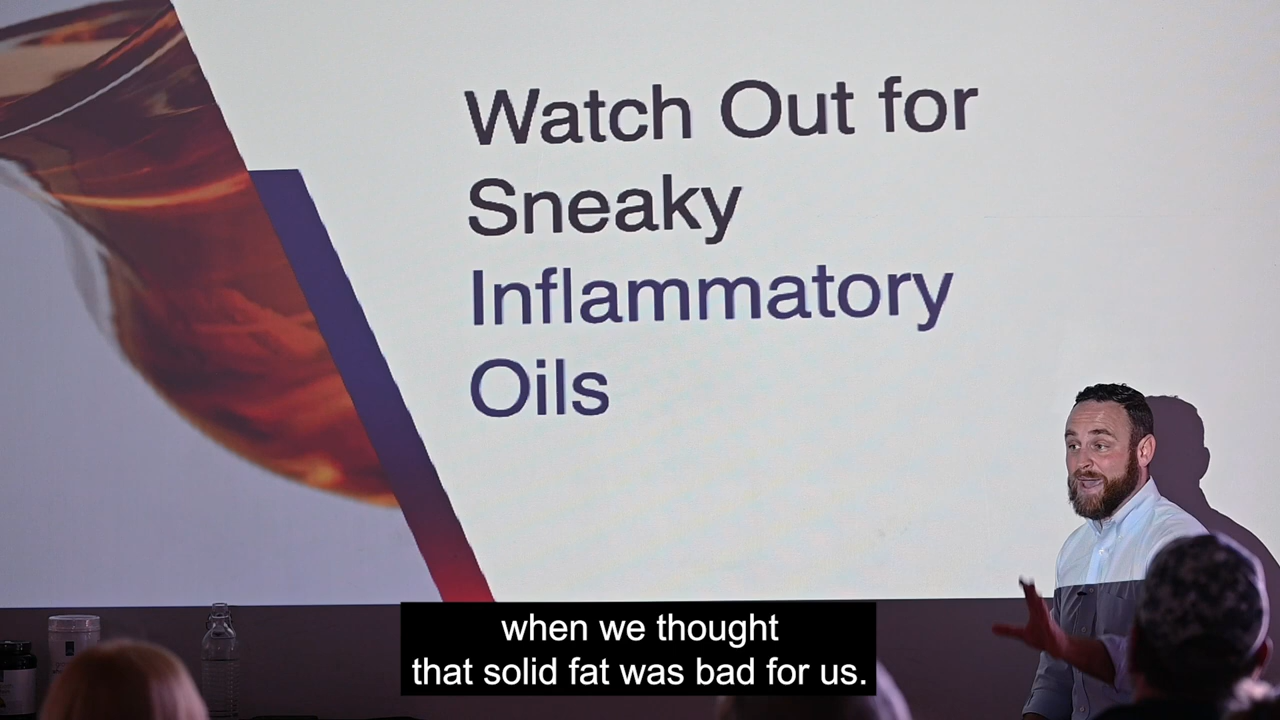 Watch Out for
Sneaky
Inflammatory
Oils
when we thought
that solid fat was bad for us.